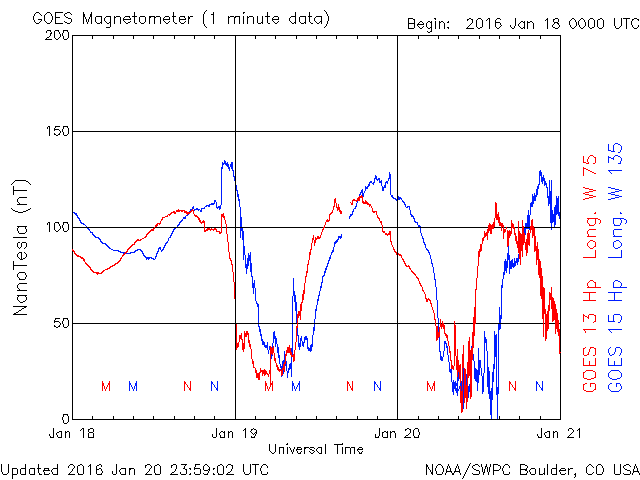 GOES Magnetometer (1 minute data)
Begin: 2016 Jan 18 0000 UTC
200
150
100
50
0
NanoTesla (nT)
M M N N M M N N M N N
Jan 18 Jan 19 Jan 20 Jan 21
Universal Time
GOES 13 Hp Long. W 75
GOES 15 Hp Long. W 135
Updated 2016 Jan 20 23:59:02 UTC
NOAA/SWPC Boulder, CO USA